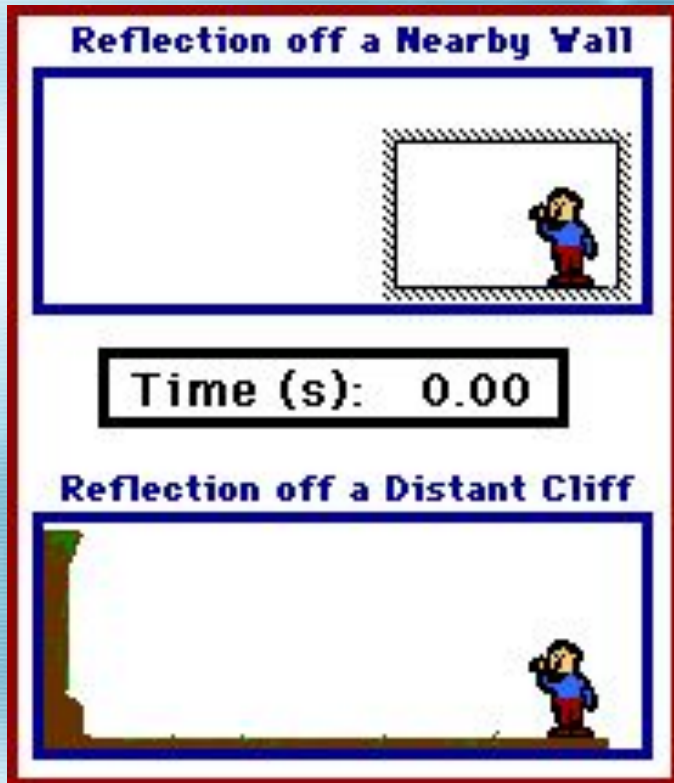 Reflection off a Nearby Wall
Time (s): 0.00
Reflection off a Distant Cliff